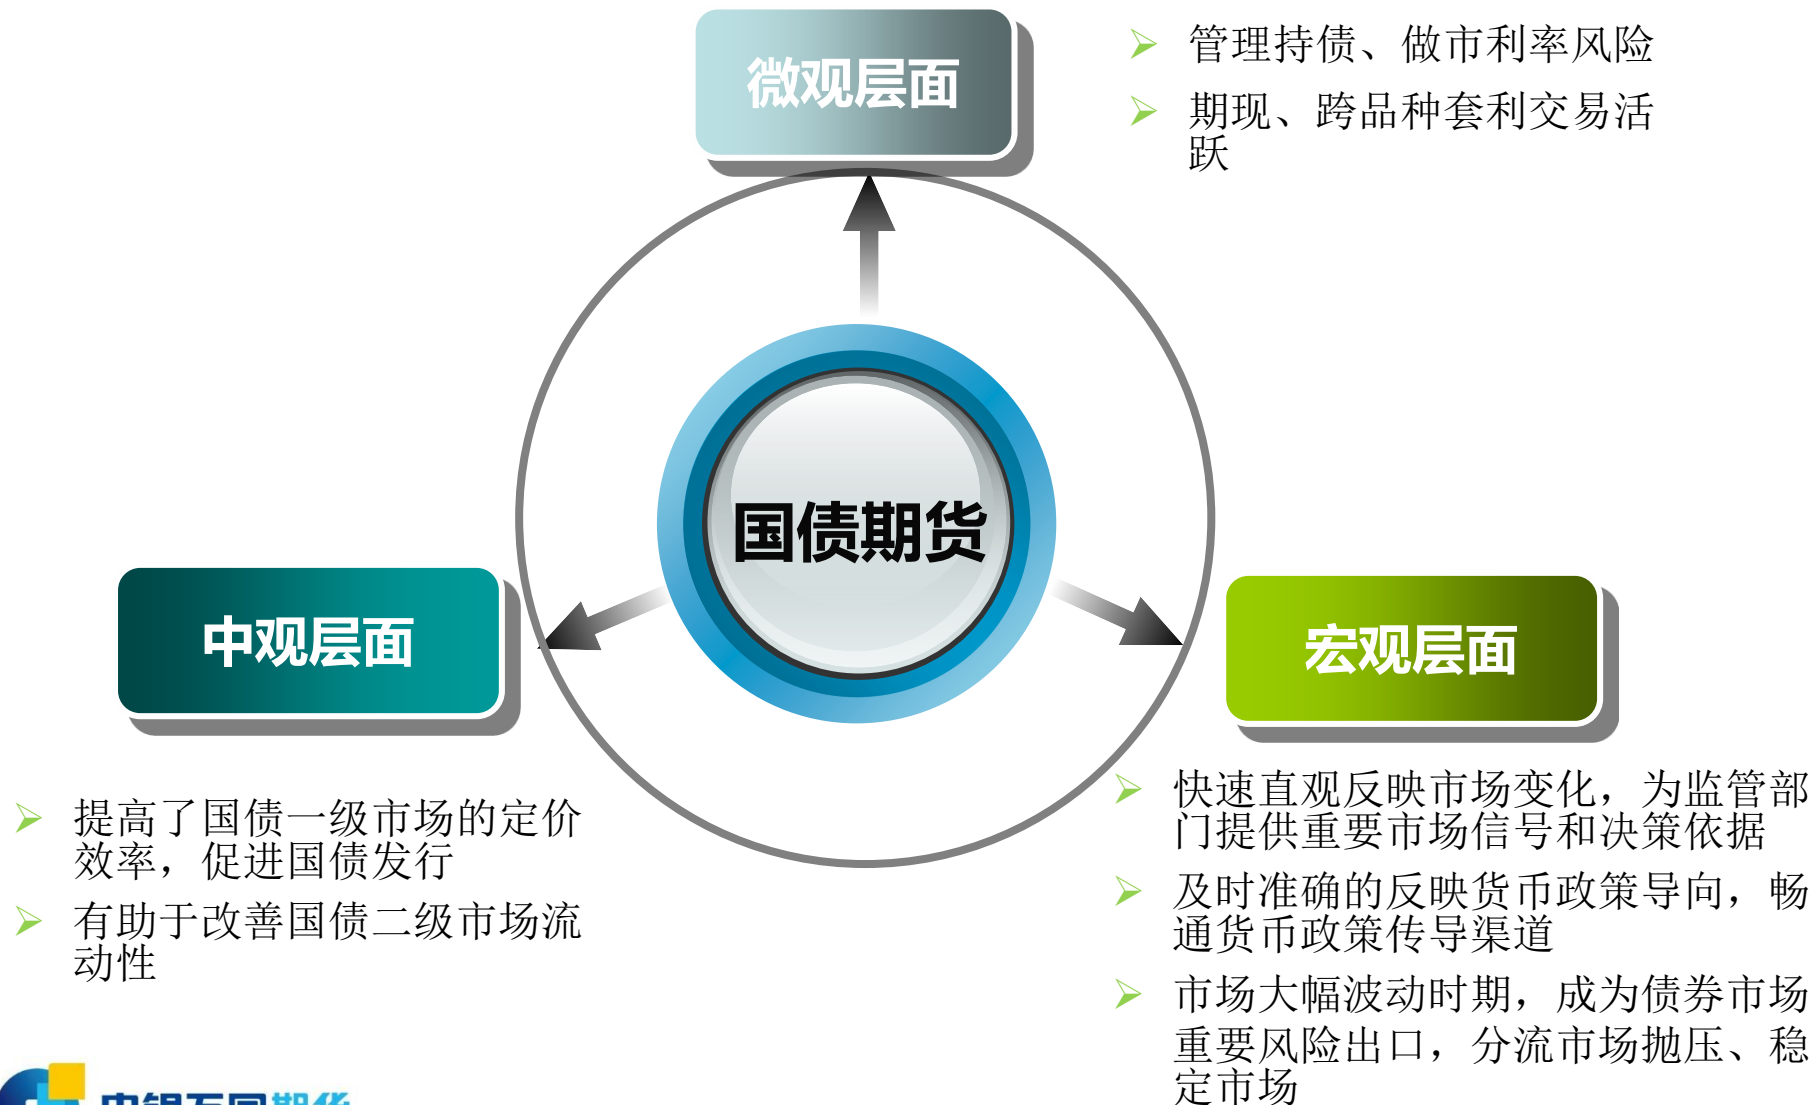 微观层面
管理持债、做市利率风险
期现、跨品种套利交易活
跃
国债期货
中观层面
提高了国债一级市场的定价
效率，促进国债发行
有助于改善国债二级市场流
动性
宏观层面
快速直观反映市场变化，为监管部
门提供重要市场信号和决策依据
及时准确的反映货币政策导向，畅
通货币政策传导渠道
市场大幅波动时期，成为债券市场
重要风险出口，分流市场抛压、稳
定市场